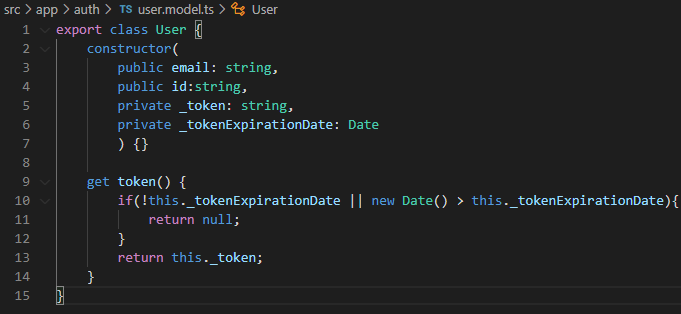 src > app > auth > TS user.model.ts > User
1 export class User {
2 constructor(
3 public email: string,
4 public id:string,
5 private _token: string,
6 private _tokenExpirationDate: Date
7 ) {}
8
9 get token() {
10 if(!this._tokenExpirationDate || new Date() > this._tokenExpirationDate){
11 return null;
12 }
13 return this._token;
14 }
15 }